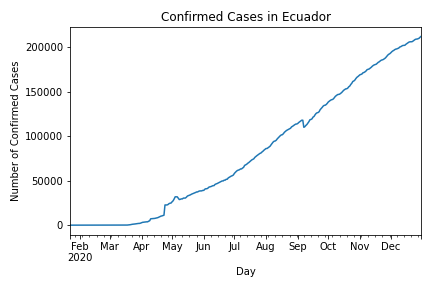 Confirmed Cases in Ecuador
Number of Confirmed Cases
200000
150000
100000
50000
0
Feb Mar Apr May Jun Jul Aug Sep Oct Nov Dec
2020
Day